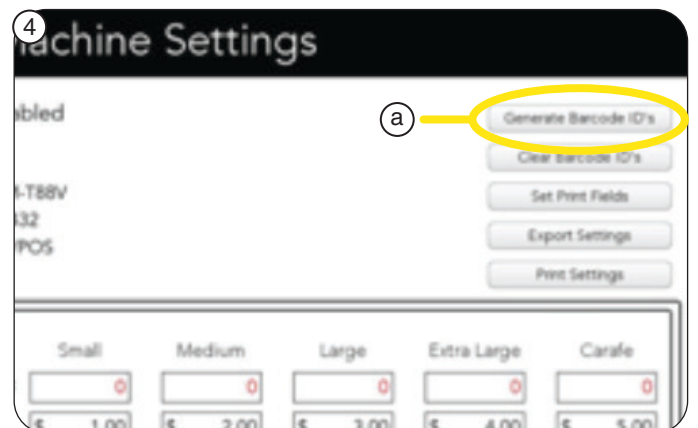 4
achine Settings
abled
a
Generate Barcode ID's
Clear Barcode ID's
M-T88V
Set Print Fields
432
Export Settings
/POS
Print Settings
Small Medium Large Extra Large Carafe
0 0 0 0 0
$ 1.00 $ 2.00 $ 3.00 $ 4.00 $ 5.00